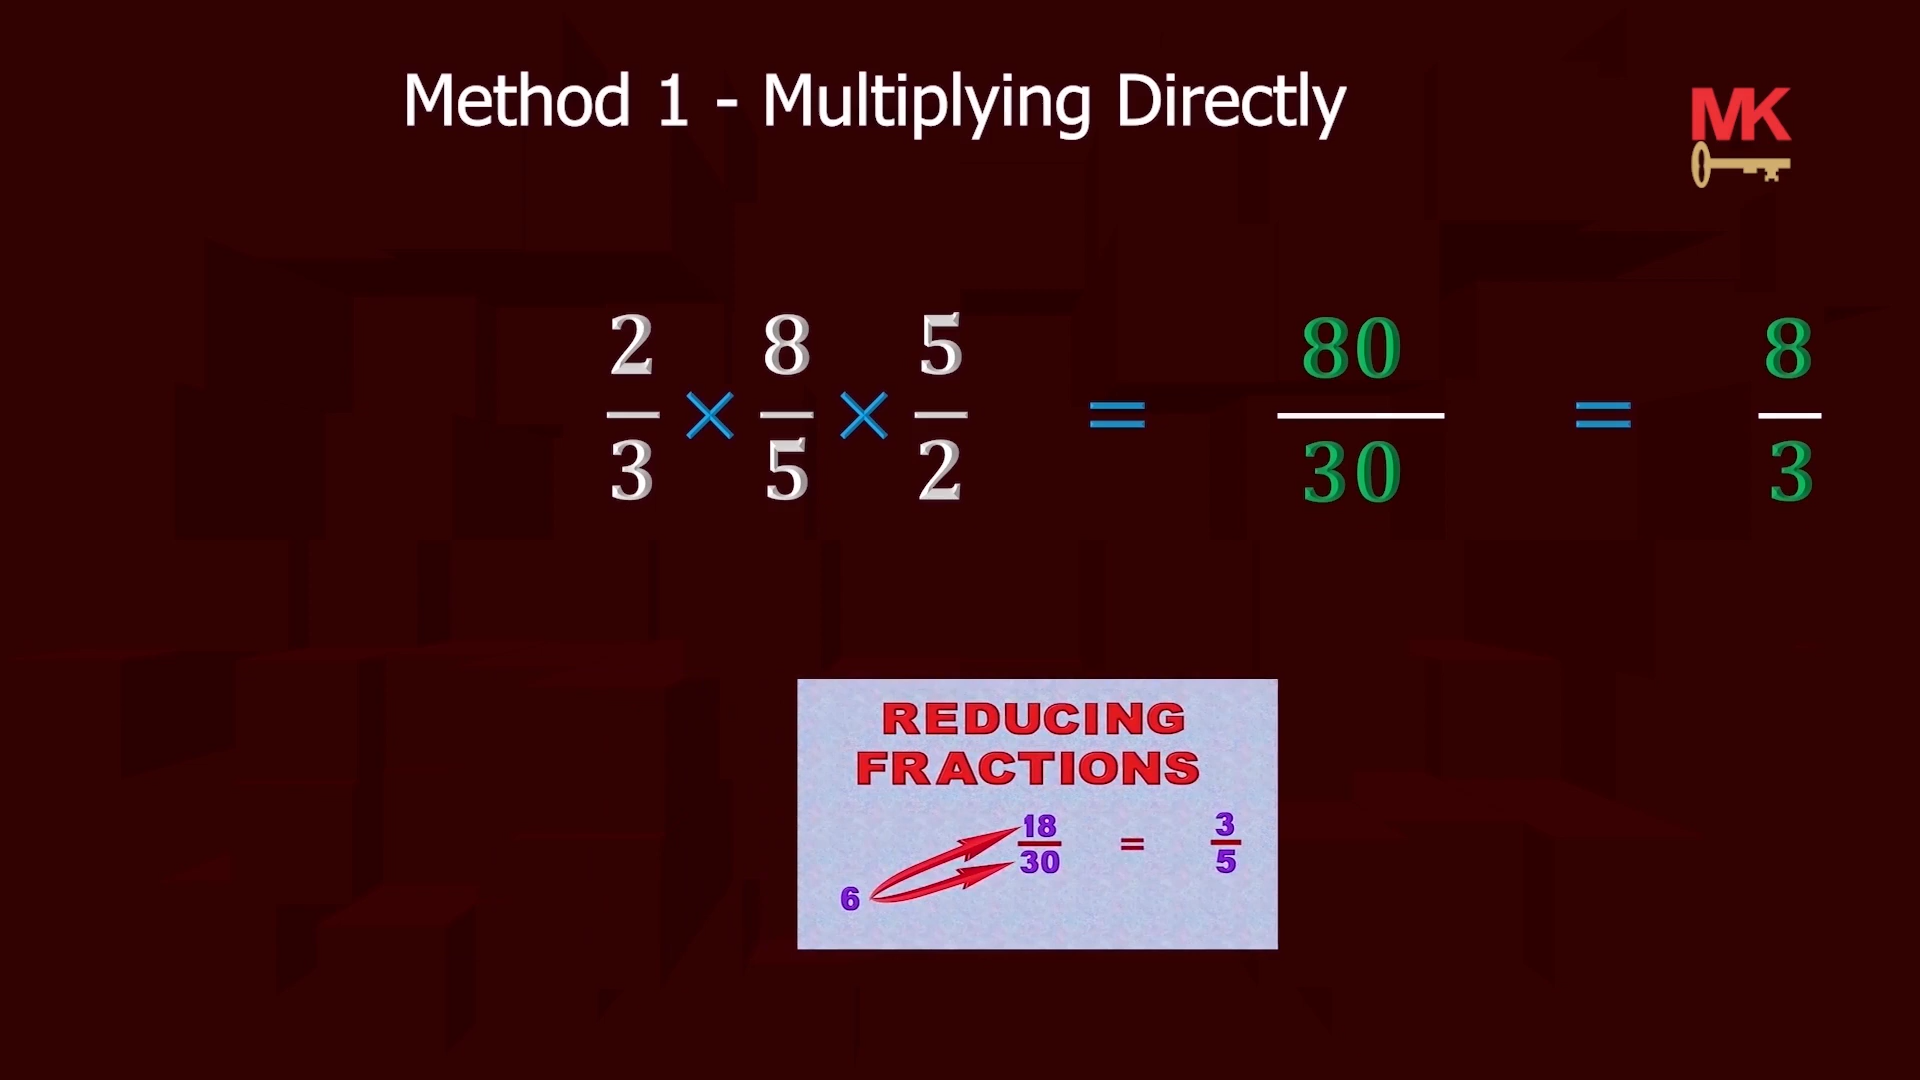 Method 1 - Multiplying Directly
MK
2/3 × 8/5 × 5/2 = 80/30 = 8/3
REDUCING
FRACTIONS
18/30 = 3/5
6